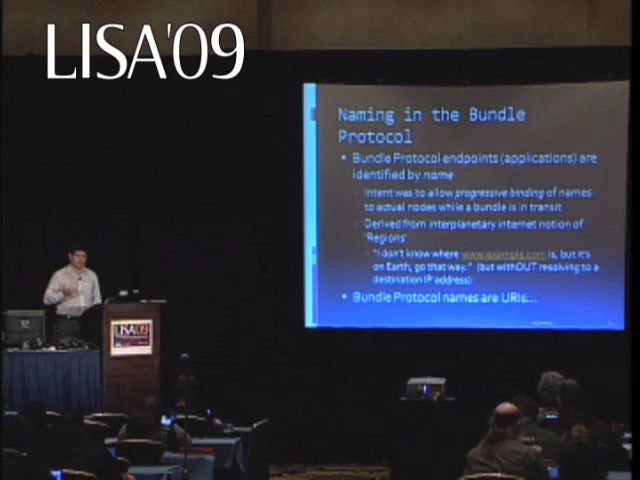 LISA'09
Naming in the Bundle
Protocol
• Bundle Protocol endpoints (applications) are
identified by name
Intent was to allow progressive binding of names
to actual nodes while a bundle is in transit
Derived from interplanetary internet notion of
'Regions'
"I don't know where www.example.com is, but it's
on Earth, go that way." (but withOUT resolving to a
destination IP address)
• Bundle Protocol names are URIs...
LISA'09